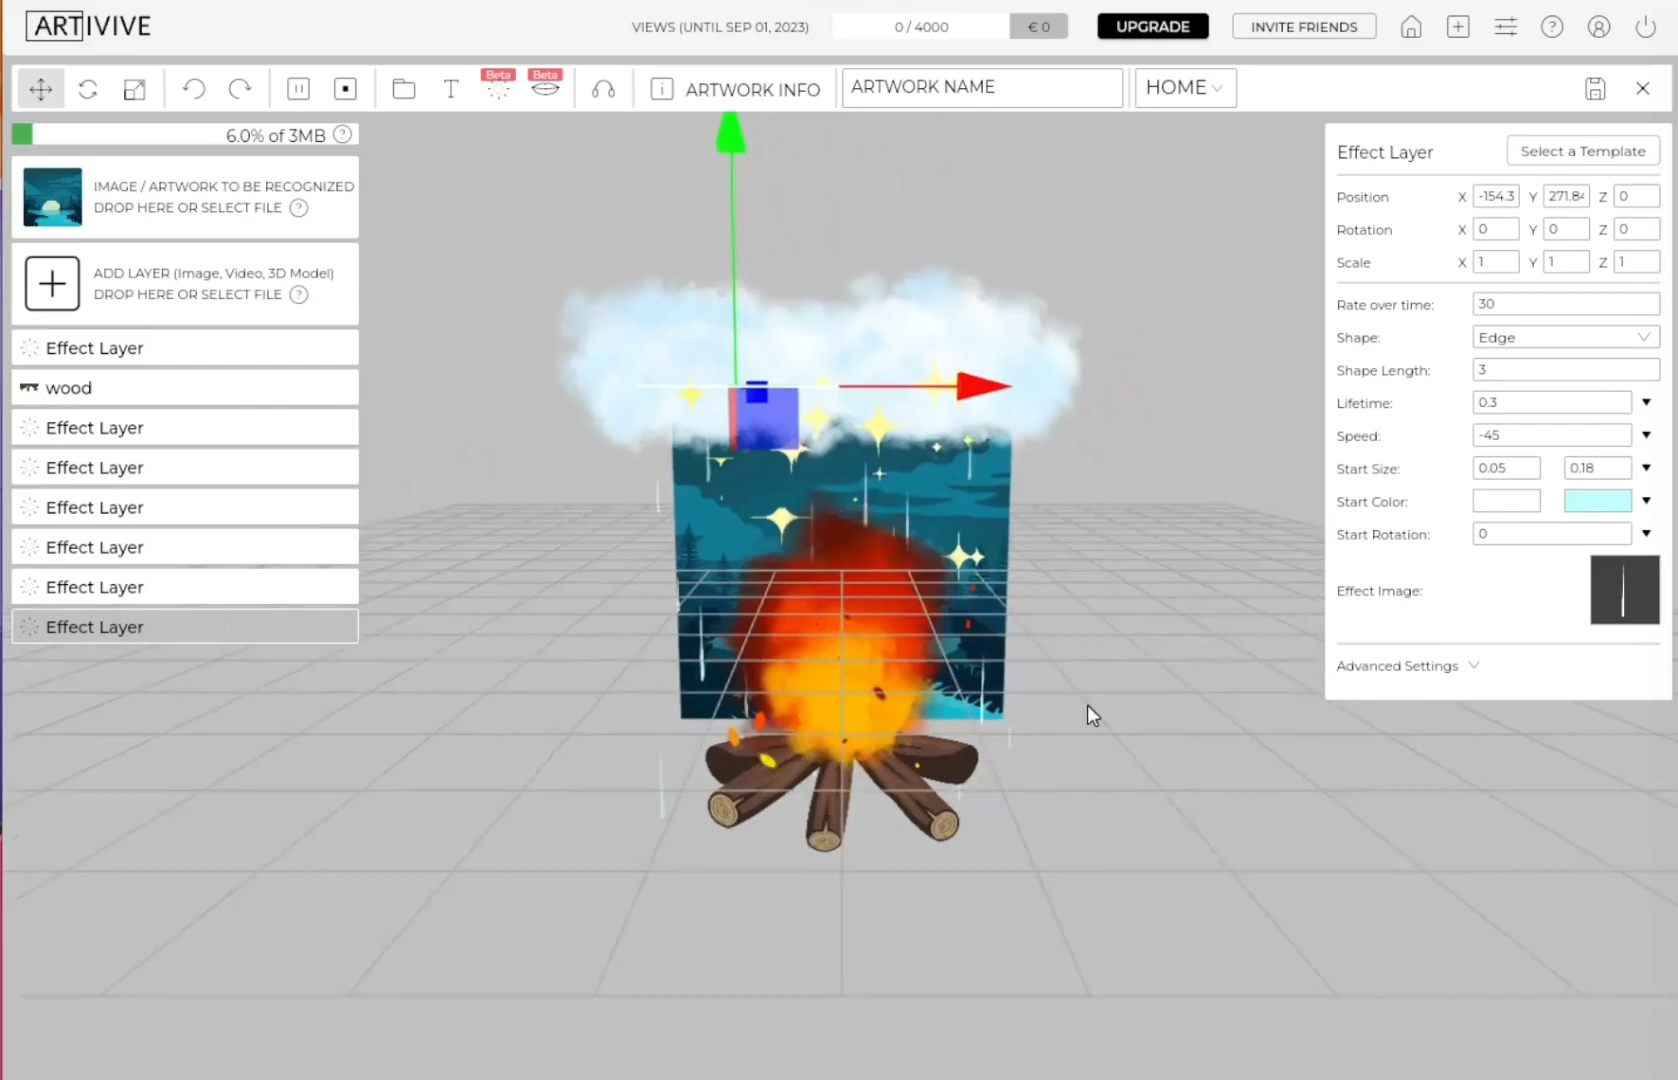 ARTIVIVE
VIEWS (UNTIL SEP 01, 2023)
0 / 4000
€ 0
UPGRADE
INVITE FRIENDS
Beta
Beta
T
ARTWORK INFO
ARTWORK NAME
HOME
6.0% of 3MB ?
IMAGE / ARTWORK TO BE RECOGNIZED
DROP HERE OR SELECT FILE ?
ADD LAYER (Image, Video, 3D Model)
DROP HERE OR SELECT FILE ?
Effect Layer
wood
Effect Layer
Effect Layer
Effect Layer
Effect Layer
Effect Layer
Effect Layer
Effect Layer
Select a Template
Position X -154.3 Y 271.84 Z 0
Rotation X 0 Y 0 Z 0
Scale X 1 Y 1 Z 1
Rate over time: 30
Shape: Edge
Shape Length: 3
Lifetime: 0.3
Speed: -45
Start Size: 0.05 0.18
Start Color:
Start Rotation: 0
Effect Image:
Advanced Settings